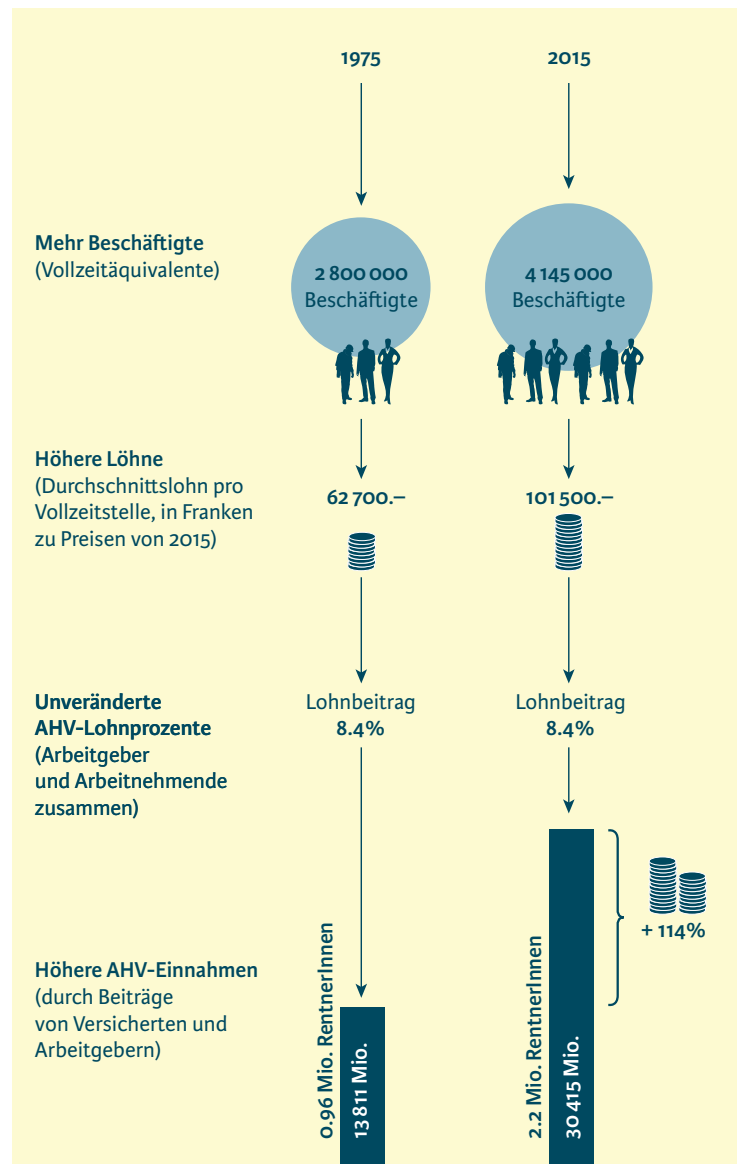 1975
2015
Mehr Beschäftigte
(Vollzeitäquivalente)
2 800 000
Beschäftigte
4 145 000
Beschäftigte
Höhere Löhne
(Durchschnittslohn pro
Vollzeitstelle, in Franken
zu Preisen von 2015)
62 700.–
101 500.–
Unveränderte
AHV-Lohnprozente
(Arbeitgeber
und Arbeitnehmende
zusammen)
Lohnbeitrag
8.4%
Lohnbeitrag
8.4%
Höhere AHV-Einnahmen
(durch Beiträge
von Versicherten und
Arbeitgebern)
0.96 Mio. RentnerInnen
13 811 Mio.
2.2 Mio. RentnerInnen
30 415 Mio.
+ 114%